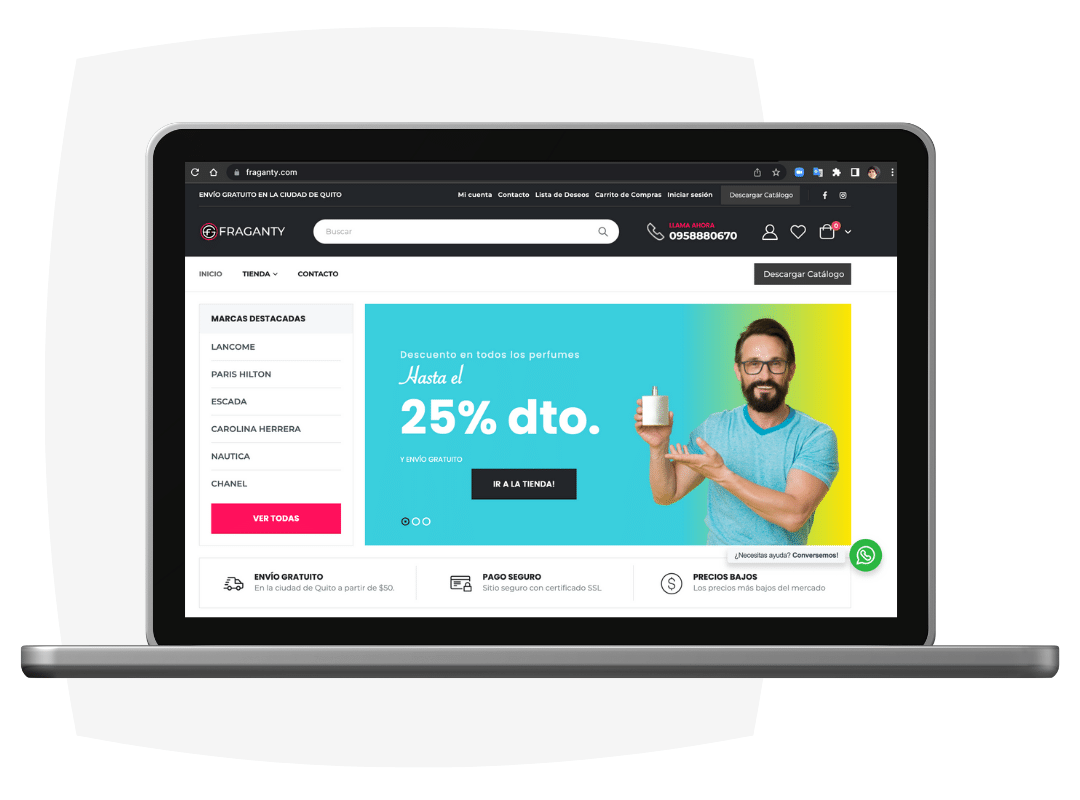 fraganty.com
ENVÍO GRATUITO EN LA CIUDAD DE QUITO
Mi cuenta Contacto Lista de Deseos Carrito de Compras Iniciar sesión Descargar Catálogo
FRAGANTY
Buscar
LLAMA AHORA
0958880670
0
INICIO TIENDA CONTACTO
Descargar Catálogo
MARCAS DESTACADAS
LANCOME
PARIS HILTON
ESCADA
CAROLINA HERRERA
NAUTICA
CHANEL
VER TODAS
Descuento en todos los perfumes
Hasta el
25% dto.
Y ENVÍO GRATUITO
IR A LA TIENDA!
¿Necesitas ayuda? Conversemos!
ENVÍO GRATUITO
En la ciudad de Quito a partir de $50.
PAGO SEGURO
Sitio seguro con certificado SSL
PRECIOS BAJOS
Los precios más bajos del mercado